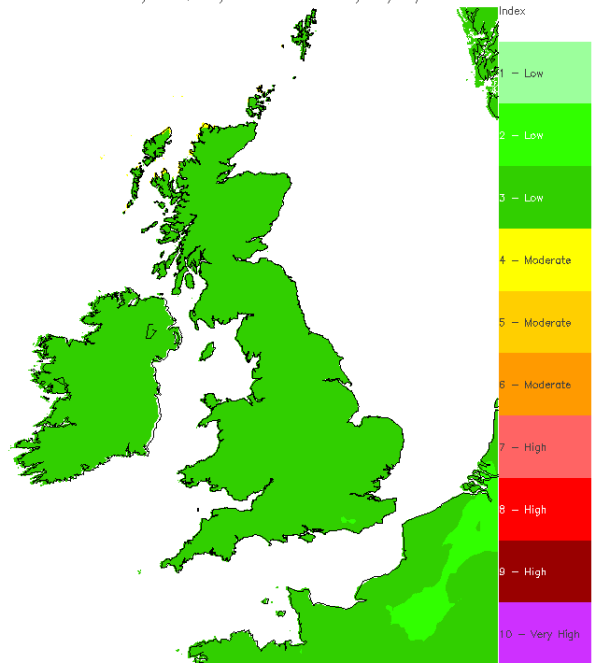 Index
1 - Low
2 - Low
3 - Low
4 - Moderate
5 - Moderate
6 - Moderate
7 - High
8 - High
9 - High
10 - Very High